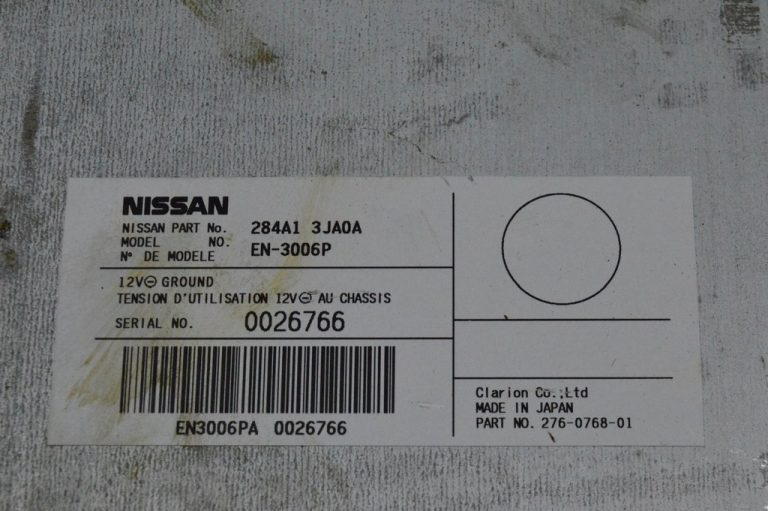 NISSAN
NISSAN PART No. 284A1 3JA0A
MODEL NO. EN-3006P
N° DE MODELE
12V⊖ GROUND
TENSION D'UTILISATION 12V⊖ AU CHASSIS
SERIAL NO. 0026766
EN3006PA 0026766
Clarion Co.,Ltd
MADE IN JAPAN
PART NO. 276-0768-01